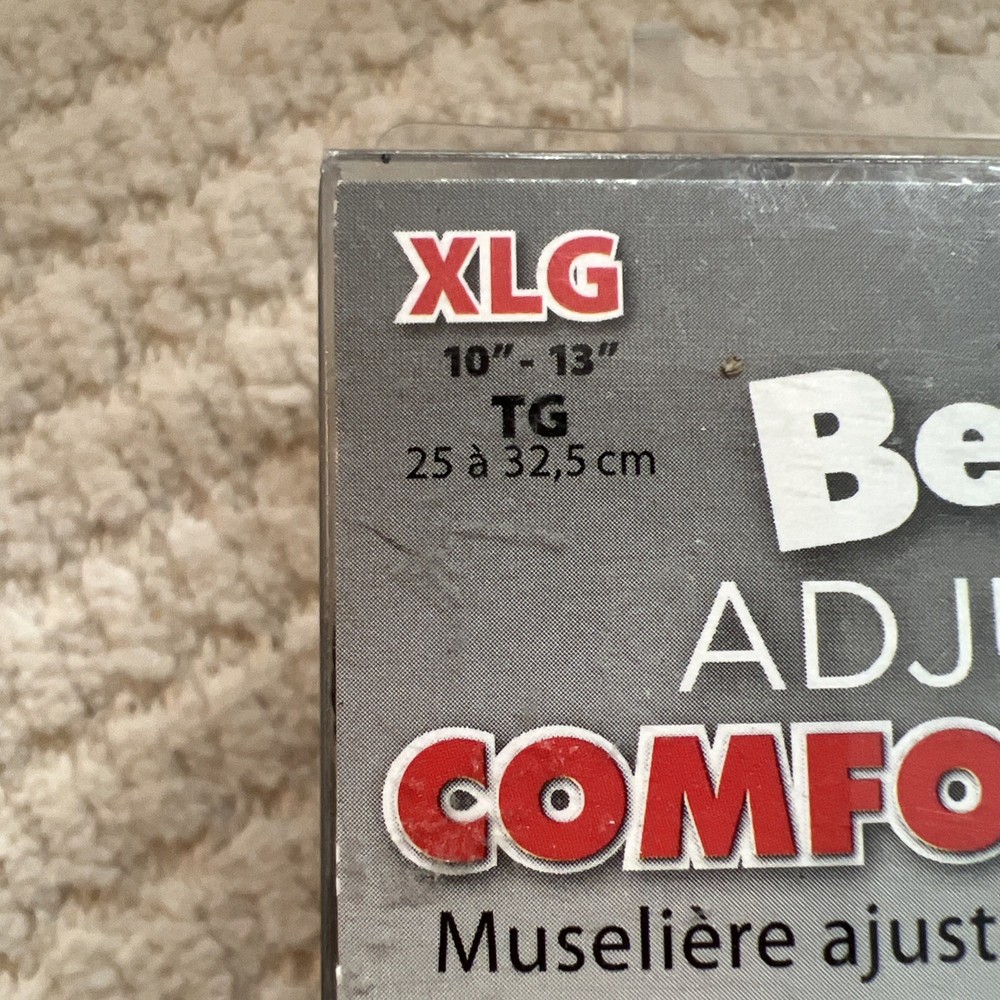 XLG
10” - 13”
TG
25 à 32,5 cm
Be
ADJ
COMFO
Muselière ajust